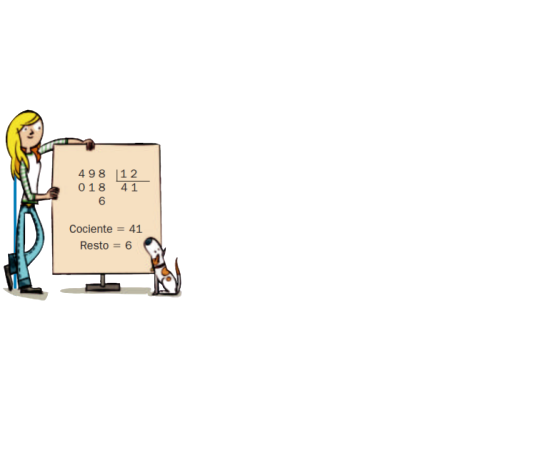 498 |12
018 41
6
Cociente = 41
Resto = 6